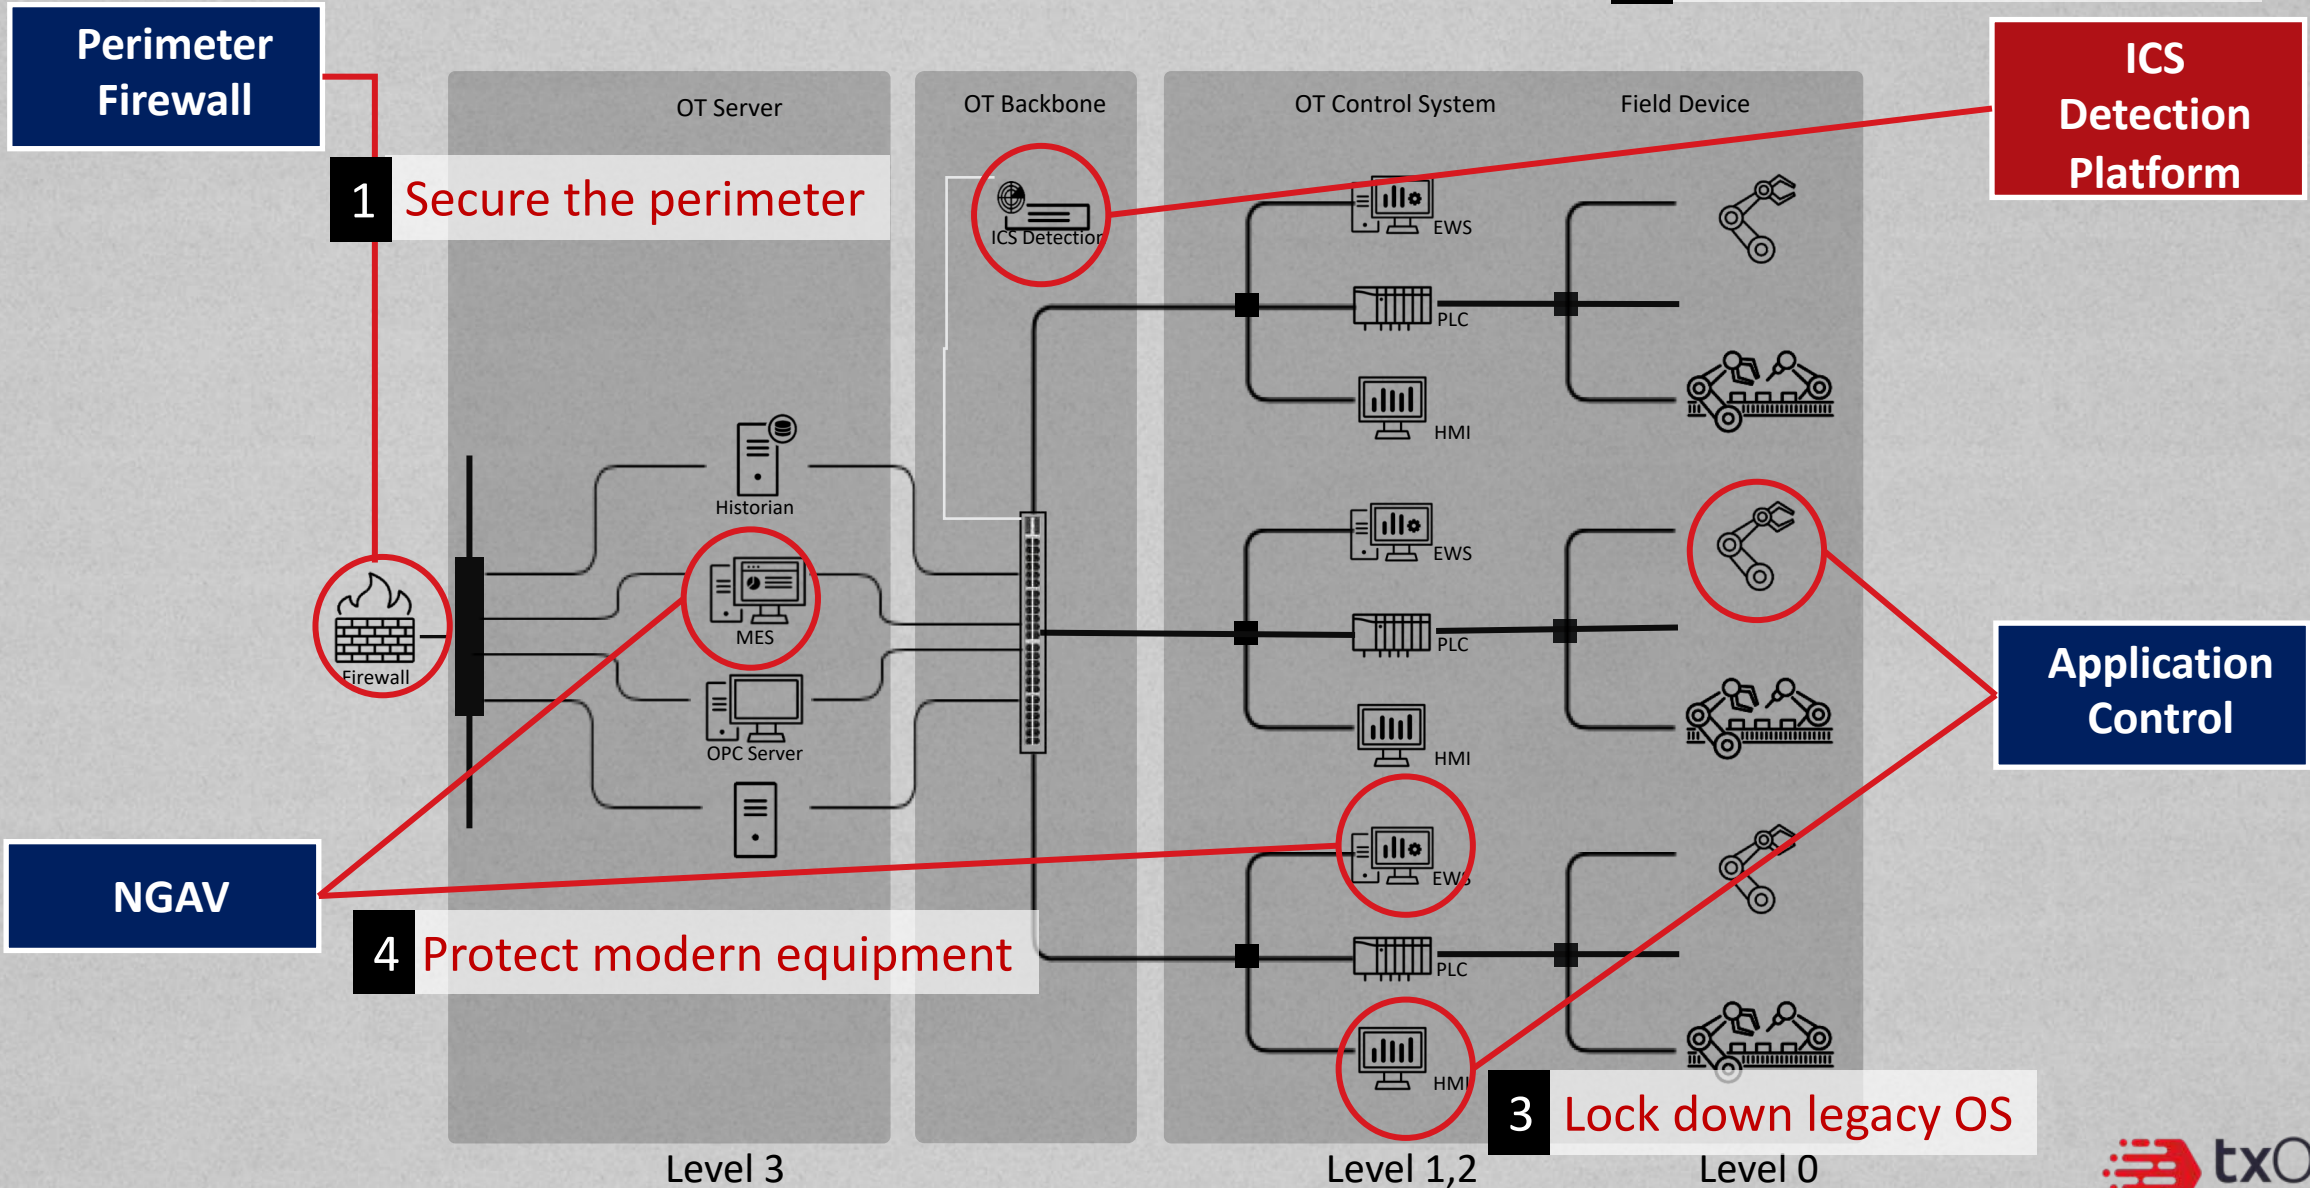 Perimeter
Firewall
ICS
Detection
Platform
OT Server
OT Backbone
OT Control System
Field Device
1 Secure the perimeter
ICS Detection
EWS
PLC
HMI
Historian
MES
OPC Server
Firewall
EWS
PLC
HMI
Application
Control
NGAV
4 Protect modern equipment
EWS
PLC
HMI
3 Lock down legacy OS
Level 3
Level 1,2
Level 0
txO